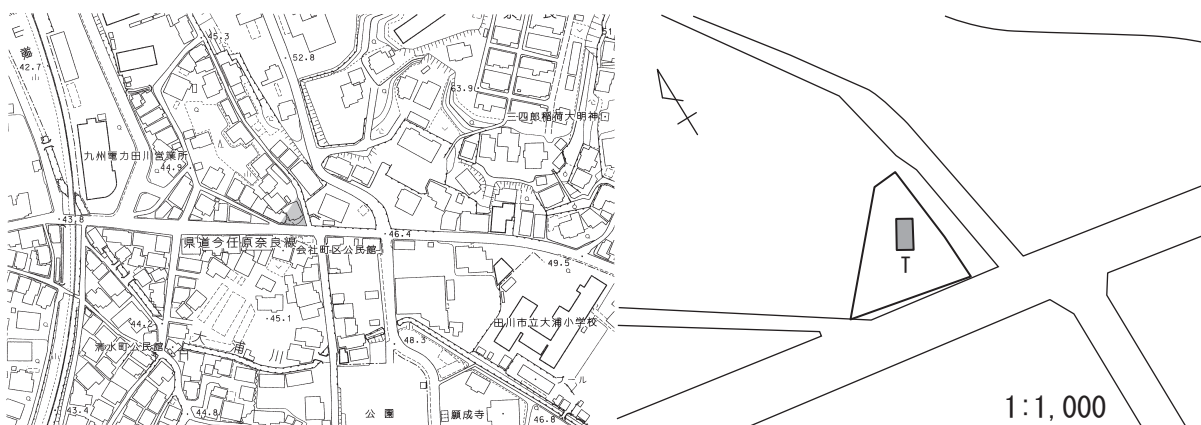 45.3
52.8
42.7
63.9
三四郎稲荷大明神
九州電力田川営業所
44.9
43.8
県道今任原奈良線
46.4
会社町区公民館
49.5
45.1
田川市立大浦小学校
44.2
大浦川
清水町公民館
48.3
プール
43.4
44.8
公園
願成寺
46.8
T
1:1,000